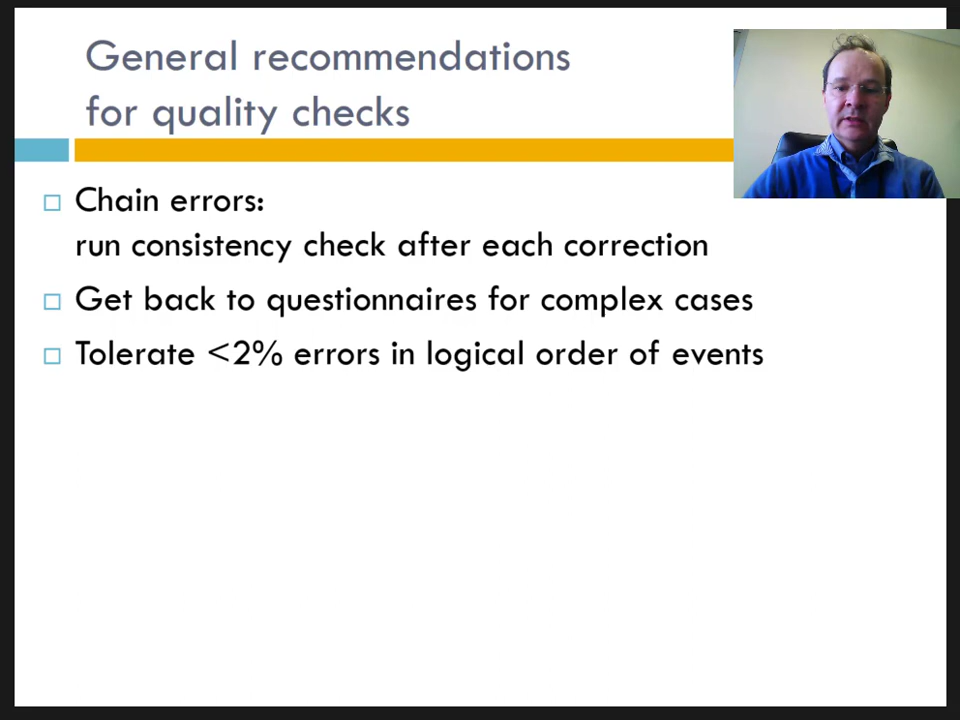 General recommendations
for quality checks
Chain errors:
run consistency check after each correction
Get back to questionnaires for complex cases
Tolerate <2% errors in logical order of events